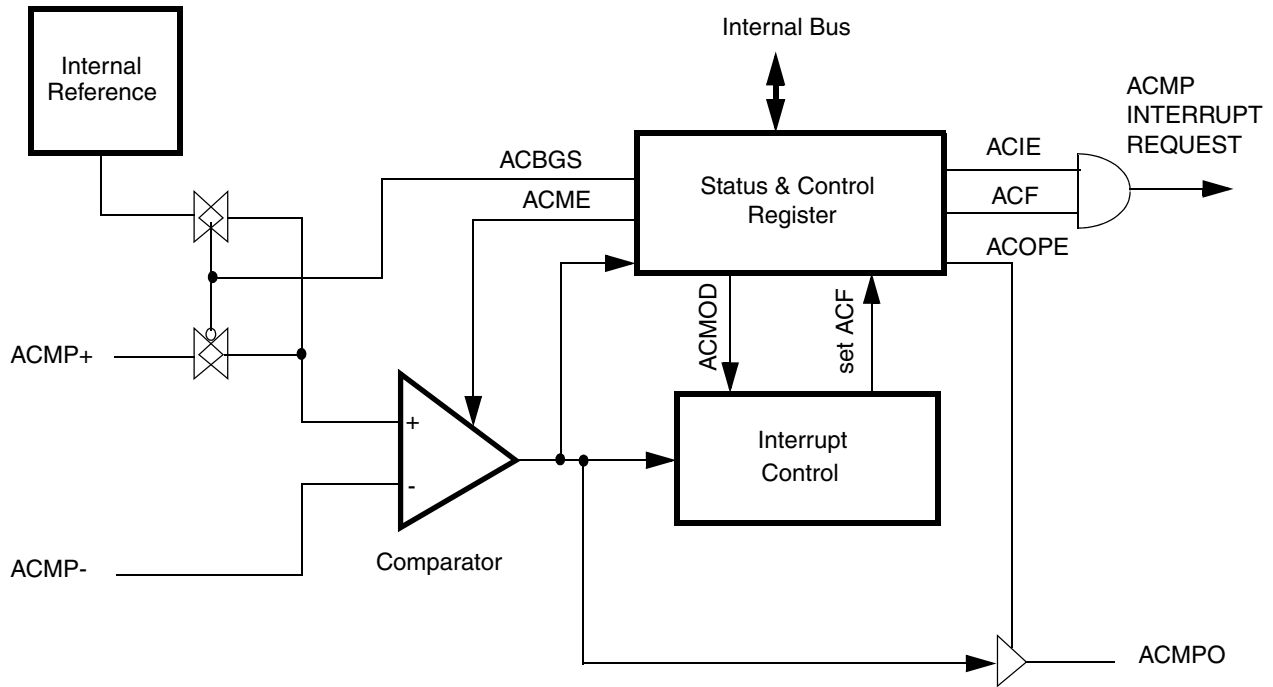 Internal Bus
Internal
Reference
ACMP
INTERRUPT
REQUEST
ACBGS
ACME
Status & Control
Register
ACIE
ACF
ACOPE
ACMOD
set ACF
ACMP+
+
-
Interrupt
Control
Comparator
ACMP-
ACMPO